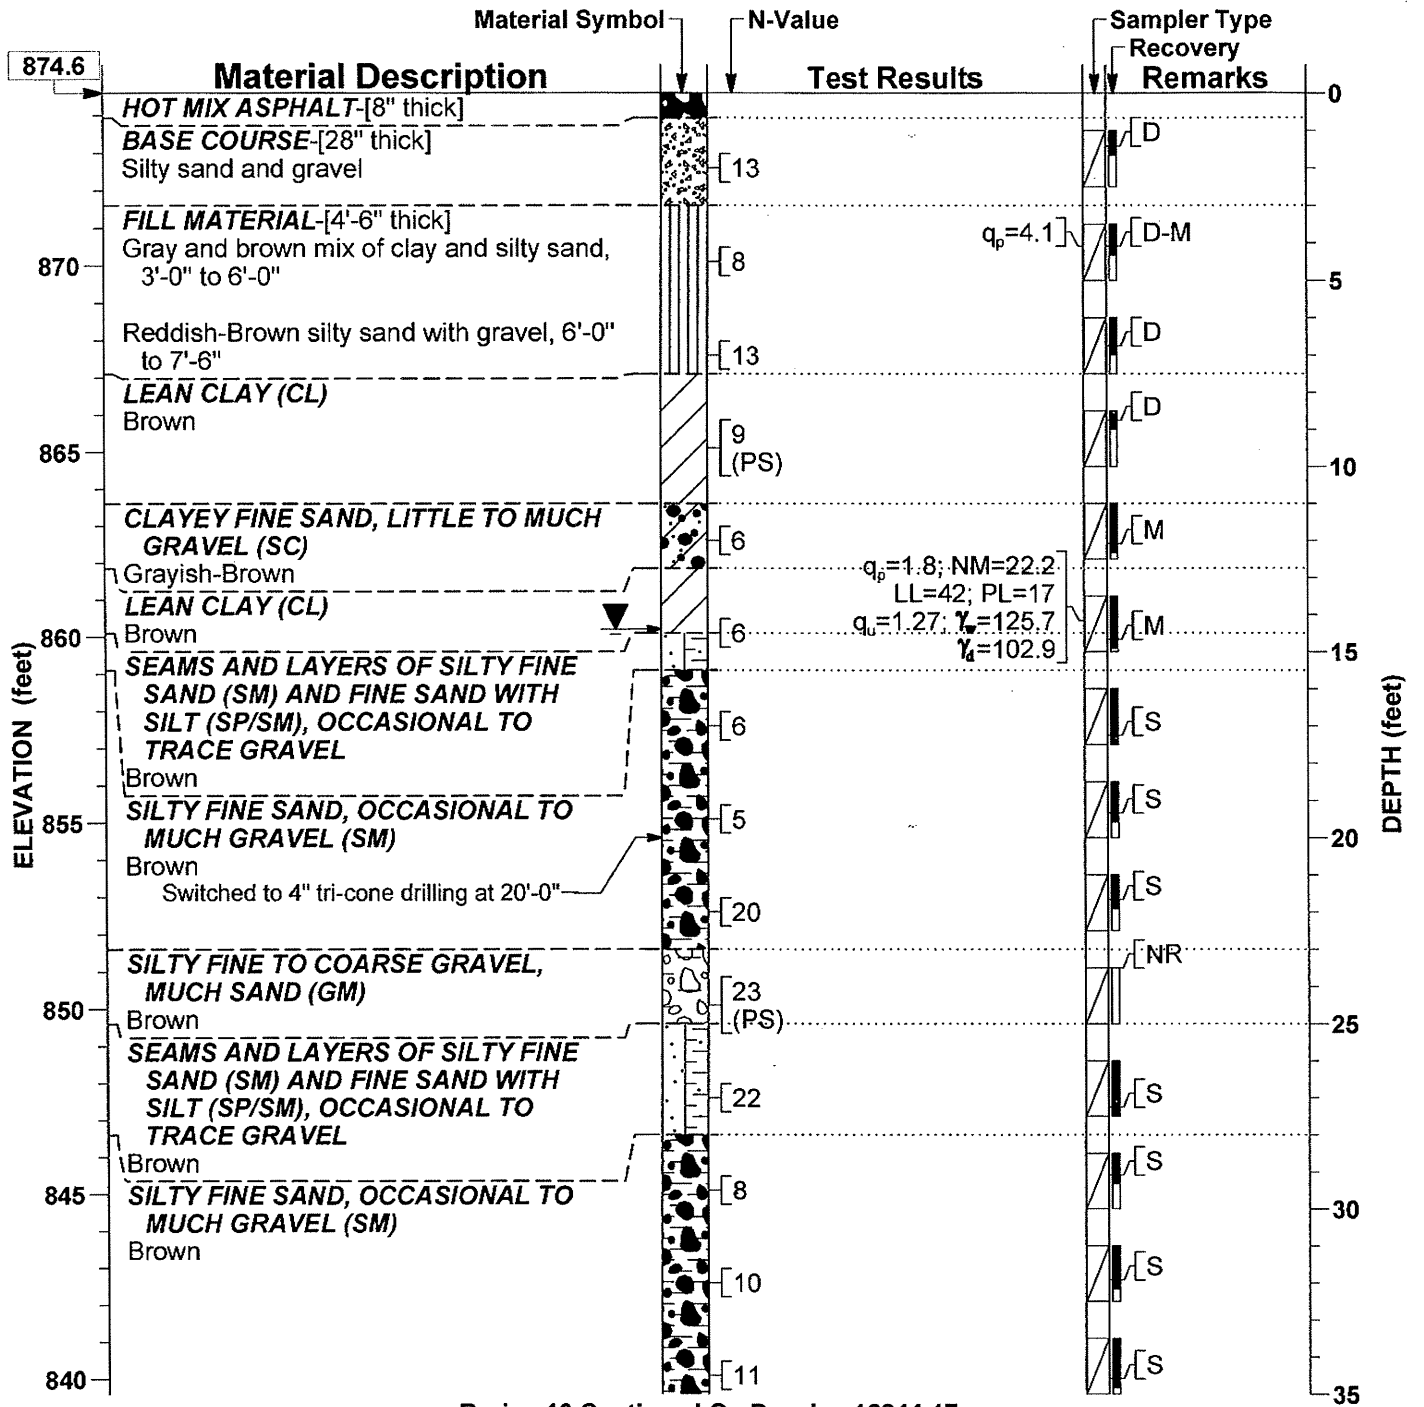 Material Symbol
N-Value
Sampler Type
Recovery
874.6
Material Description
Test Results
Remarks
0
HOT MIX ASPHALT-[8" thick]
BASE COURSE-[28" thick]
Silty sand and gravel
13
[D
FILL MATERIAL-[4'-6" thick]
Gray and brown mix of clay and silty sand,
3'-0" to 6'-0"
870
8
qp=4.1
[D-M
5
Reddish-Brown silty sand with gravel, 6'-0"
to 7'-6"
13
[D
LEAN CLAY (CL)
Brown
9
(PS)
[D
865
10
CLAYEY FINE SAND, LITTLE TO MUCH
GRAVEL (SC)
Grayish-Brown
6
[M
LEAN CLAY (CL)
Brown
6
qp=1.8; NM=22.2
LL=42; PL=17
qu=1.27; γw=125.7
γd=102.9
[M
860
15
SEAMS AND LAYERS OF SILTY FINE
SAND (SM) AND FINE SAND WITH
SILT (SP/SM), OCCASIONAL TO
TRACE GRAVEL
Brown
6
[S
SILTY FINE SAND, OCCASIONAL TO
MUCH GRAVEL (SM)
Brown
5
[S
855
20
Switched to 4" tri-cone drilling at 20'-0"
20
[S
SILTY FINE TO COARSE GRAVEL,
MUCH SAND (GM)
Brown
23
(PS)
[NR
850
25
SEAMS AND LAYERS OF SILTY FINE
SAND (SM) AND FINE SAND WITH
SILT (SP/SM), OCCASIONAL TO
TRACE GRAVEL
Brown
22
[S
SILTY FINE SAND, OCCASIONAL TO
MUCH GRAVEL (SM)
Brown
8
[S
845
30
10
[S
11
[S
840
35
ELEVATION (feet)
DEPTH (feet)